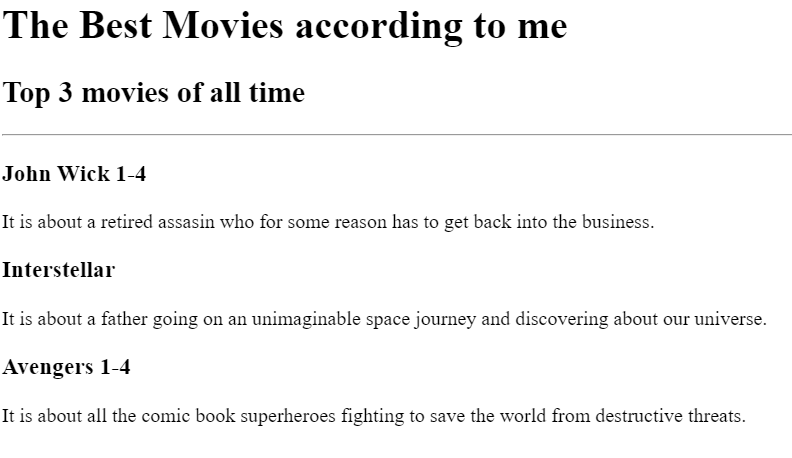 The Best Movies according to me
Top 3 movies of all time
John Wick 1-4
It is about a retired assasin who for some reason has to get back into the business.
Interstellar
It is about a father going on an unimaginable space journey and discovering about our universe.
Avengers 1-4
It is about all the comic book superheroes fighting to save the world from destructive threats.